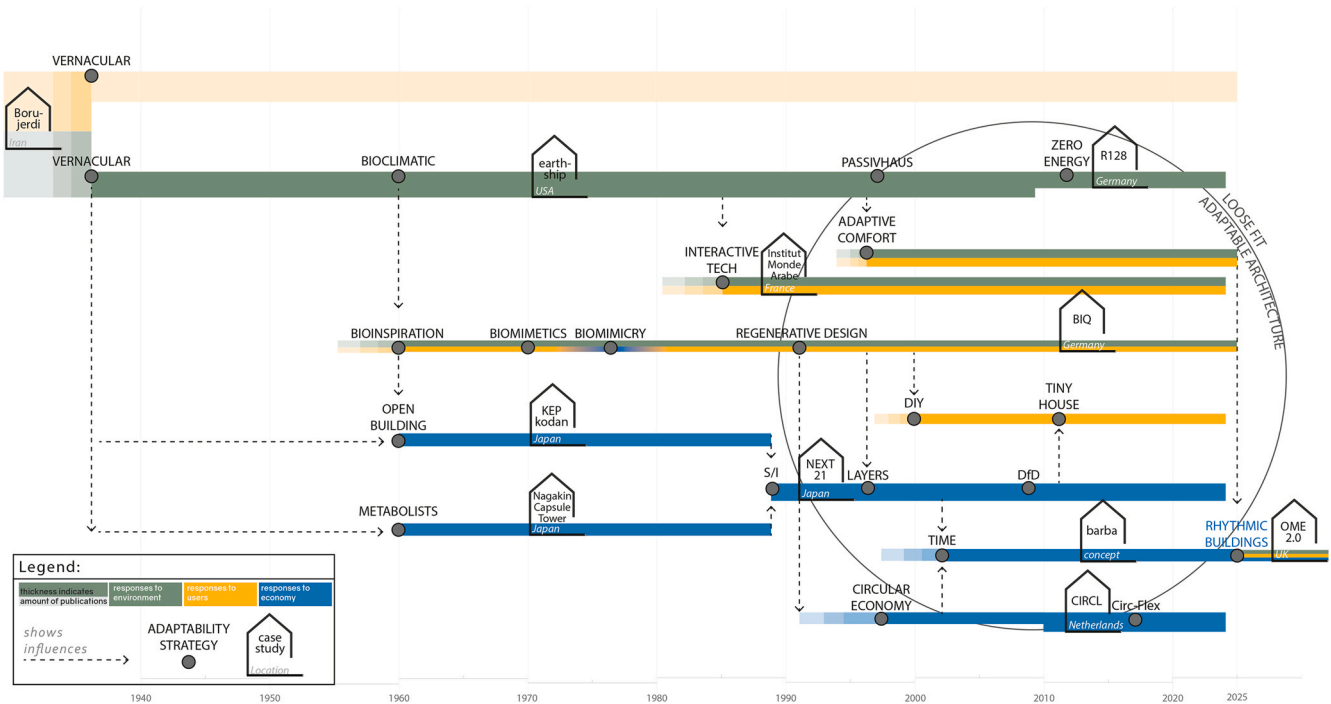 VERNACULAR
Boru-
jerdi
Iran
VERNACULAR
BIOCLIMATIC
earth-
ship
USA
PASSIVHAUS
ZERO
ENERGY
R128
Germany
LOOSE FIT
ADAPTABLE ARCHITECTURE
ADAPTIVE
COMFORT
INTERACTIVE
TECH
Institut
Monde
Arabe
France
BIOINSPIRATION
BIOMIMETICS
BIOMIMICRY
REGENERATIVE DESIGN
BIQ
Germany
OPEN
BUILDING
KEP
kodan
Japan
DIY
TINY
HOUSE
S/I
NEXT
21
Japan
LAYERS
DfD
METABOLISTS
Nagakin
Capsule
Tower
Japan
TIME
barba
concept
RHYTHMIC
BUILDINGS
OME
2.0
UK
CIRCULAR
ECONOMY
CIRCL
Netherlands
Circ-Flex
Legend:
thickness indicates
amount of publications
responses to
environment
responses to
users
responses to
economy
shows
influences
ADAPTABILITY
STRATEGY
case
study
Location
1940
1950
1960
1970
1980
1990
2000
2010
2020
2025